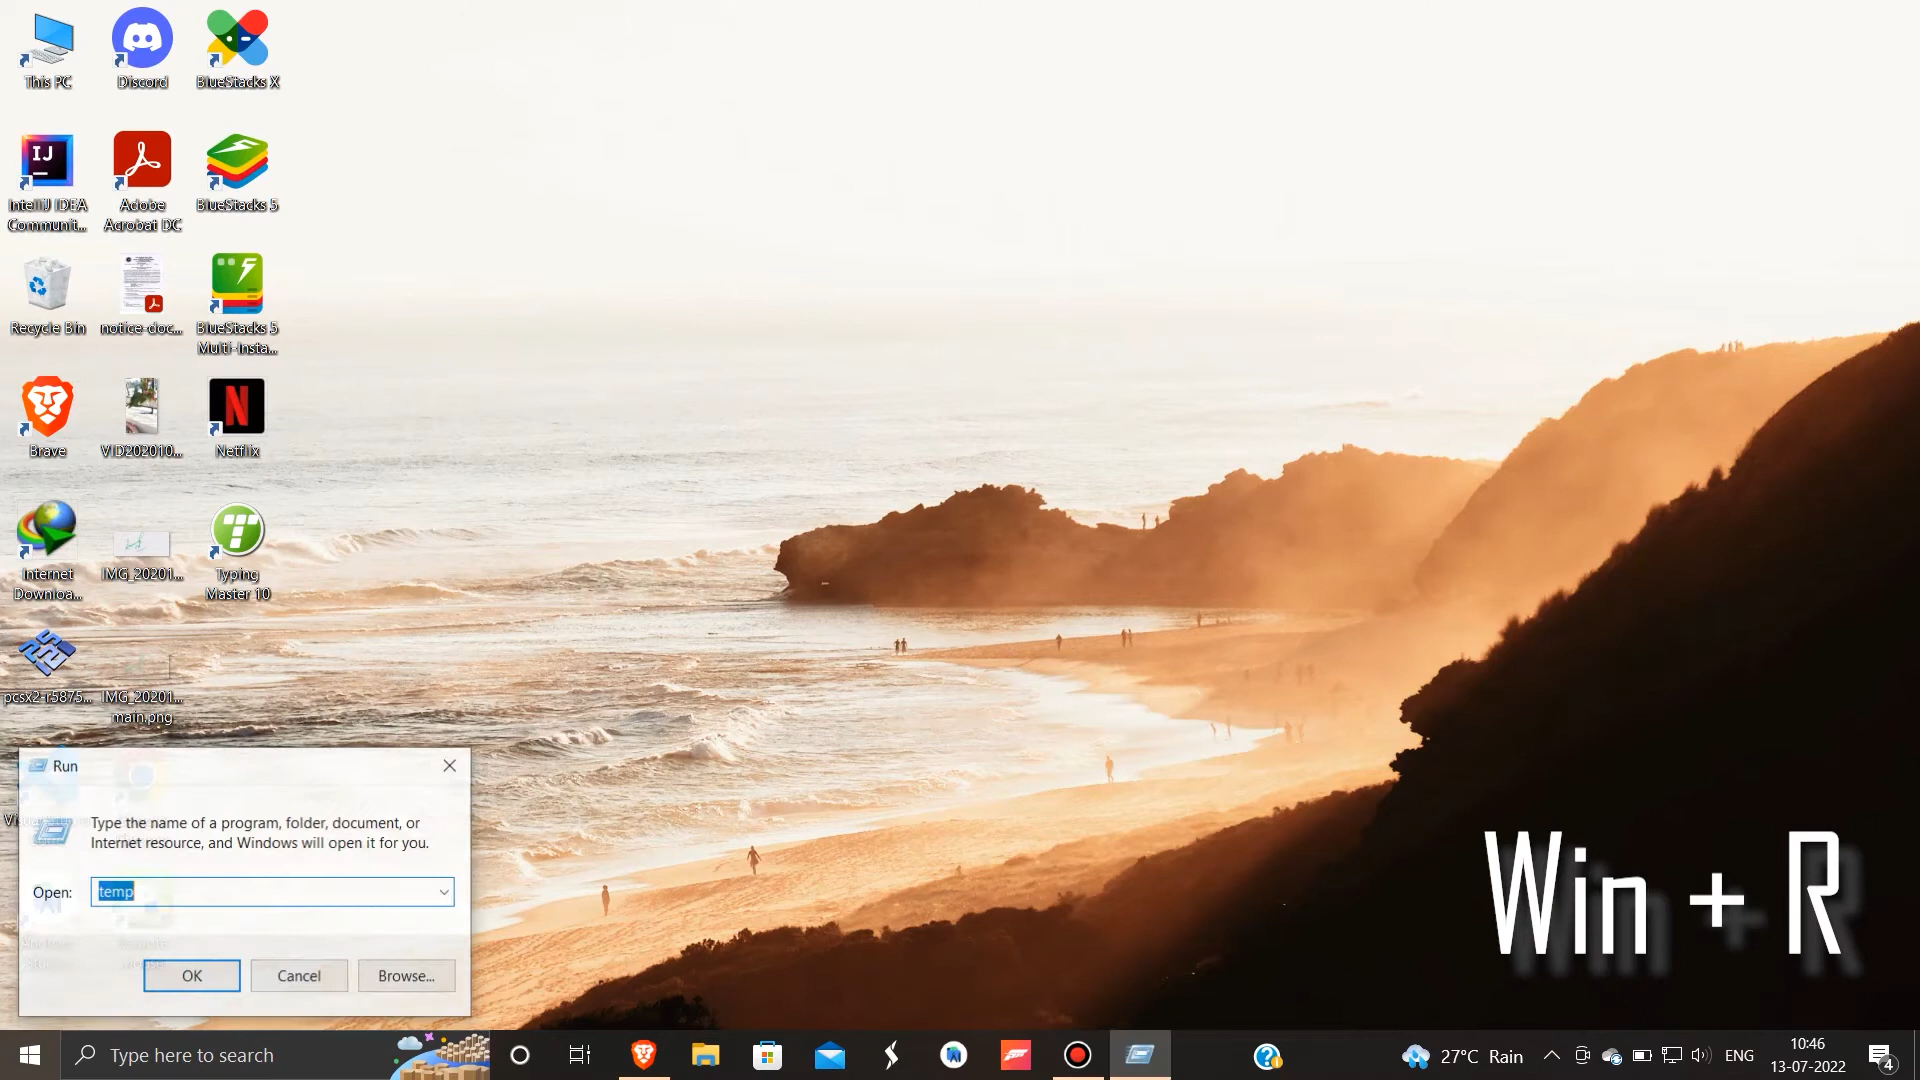 This PC
Discord
BlueStacks X
IntelliJ IDEA
Communit...
Adobe
Acrobat DC
BlueStacks 5
Recycle Bin
notice-doc...
BlueStacks 5
Multi-Insta...
Brave
VID202010...
Netflix
Internet
Downloa...
IMG_20201...
Typing
Master 10
pcsx2-r5875...
IMG_20201...
main.png
Run
Type the name of a program, folder, document, or
Internet resource, and Windows will open it for you.
Open:
temp
OK
Cancel
Browse...
Win + R
Type here to search
27°C Rain
ENG
10:46
13-07-2022
4